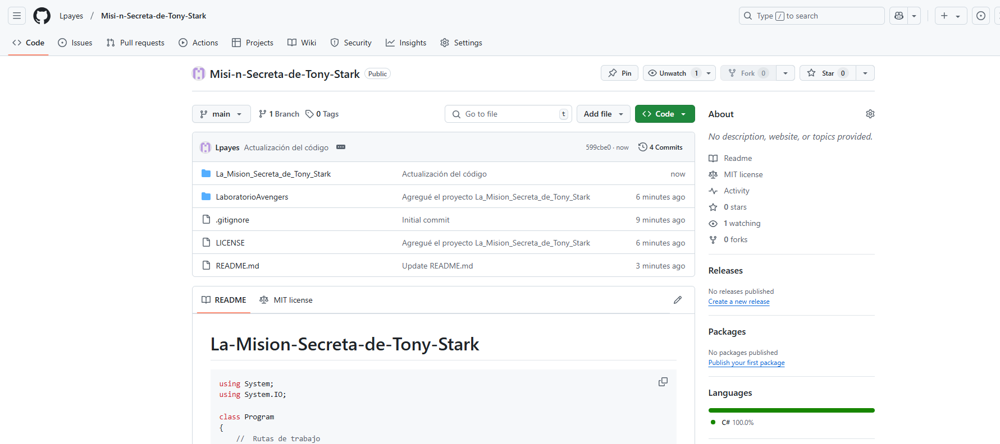 Lpayes / Misi-n-Secreta-de-Tony-Stark
Type / to search
Code Issues Pull requests Actions Projects Wiki Security Insights Settings
Misi-n-Secreta-de-Tony-Stark Public
Pin Unwatch 1 Fork 0 Star 0
main 1 Branch 0 Tags Go to file t Add file Code
Lpayes Actualización del código 599cbe0 · now 4 Commits
La_Mision_Secreta_de_Tony_Stark Actualización del código now
LaboratorioAvengers Agregué el proyecto La_Mision_Secreta_de_Tony_Stark 6 minutes ago
.gitignore Initial commit 9 minutes ago
LICENSE Agregué el proyecto La_Mision_Secreta_de_Tony_Stark 6 minutes ago
README.md Update README.md 3 minutes ago
README MIT license
La-Mision-Secreta-de-Tony-Stark
using System;
using System.IO;
class Program
{
// Rutas de trabajo
About
No description, website, or topics provided.
Readme
MIT license
Activity
0 stars
1 watching
0 forks
Releases
No releases published
Create a new release
Packages
No packages published
Publish your first package
Languages
C# 100.0%